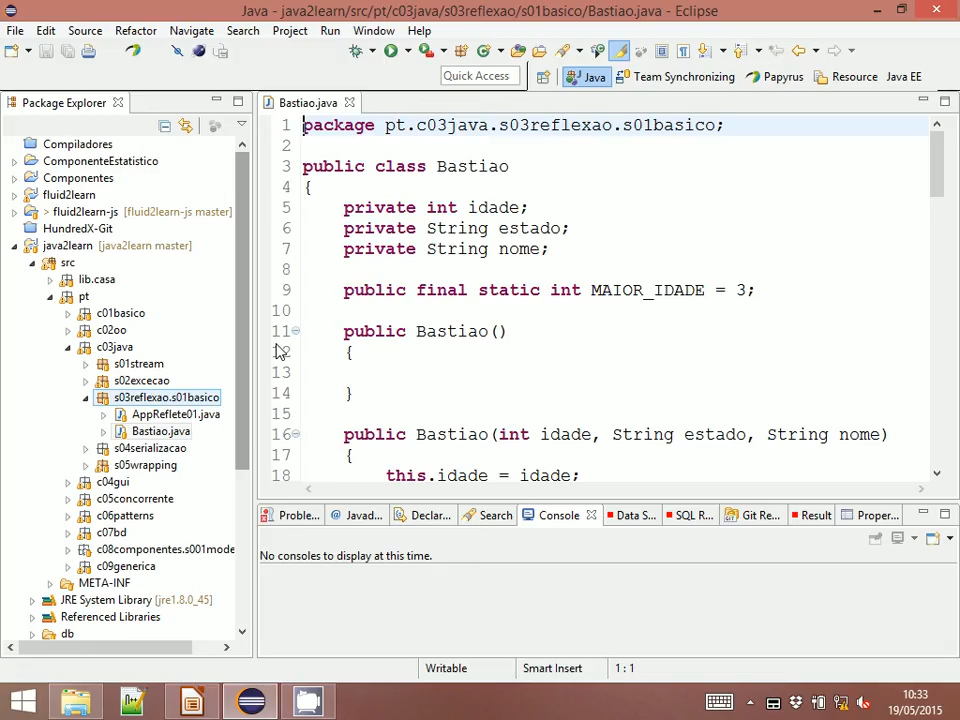 Java - java2learn/src/pt/c03java/s03reflexao/s01basico/Bastiao.java - Eclipse
File Edit Source Refactor Navigate Search Project Run Window Help
Quick Access
Java Team Synchronizing Papyrus Resource Java EE
Package Explorer
Compiladores
ComponenteEstatistico
Componentes
fluid2learn
> fluid2learn-js [fluid2learn-js master]
HundredX-Git
java2learn [java2learn master]
src
lib.casa
pt
c01basico
c02oo
c03java
s01stream
s02excecao
s03reflexao.s01basico
AppReflete01.java
Bastiao.java
s04serializacao
s05wrapping
c04gui
c05concorrente
c06patterns
c07bd
c08componentes.s001mode
c09generica
META-INF
JRE System Library [jre1.8.0_45]
Referenced Libraries
db
Bastiao.java
1 package pt.c03java.s03reflexao.s01basico;
2
3 public class Bastiao
4 {
5 private int idade;
6 private String estado;
7 private String nome;
8
9 public final static int MAIOR_IDADE = 3;
10
11 public Bastiao()
12 {
13
14 }
15
16 public Bastiao(int idade, String estado, String nome)
17 {
18 this.idade = idade;
Proble... Javad... Declar... Search Console Data S... SQL R... Git Re... Result Proper...
No consoles to display at this time.
Writable Smart Insert 1 : 1
10:33
19/05/2015